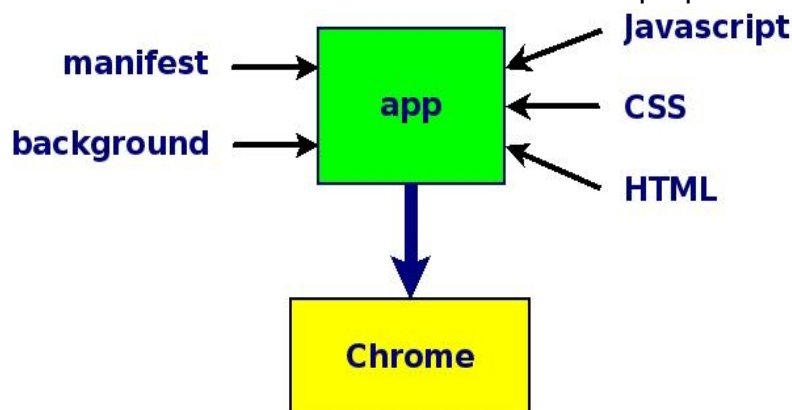 Javascript
manifest
app
CSS
background
HTML
Chrome